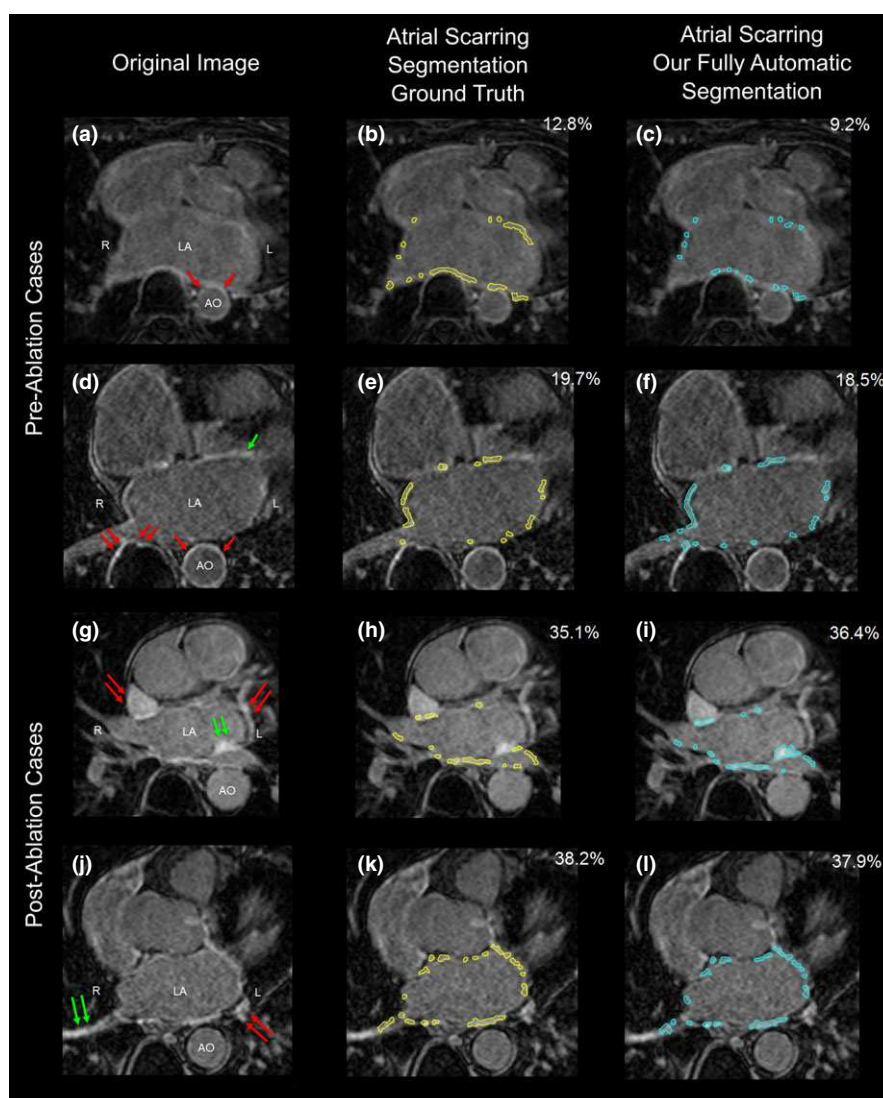 Original Image
Atrial Scarring
Segmentation
Ground Truth
Atrial Scarring
Our Fully Automatic
Segmentation
Pre-Ablation Cases
(a)
R
LA
L
AO
(b)
12.8%
(c)
9.2%
(d)
R
LA
L
AO
(e)
19.7%
(f)
18.5%
Post-Ablation Cases
(g)
R
LA
L
AO
(h)
35.1%
(i)
36.4%
(j)
R
LA
L
AO
(k)
38.2%
(l)
37.9%